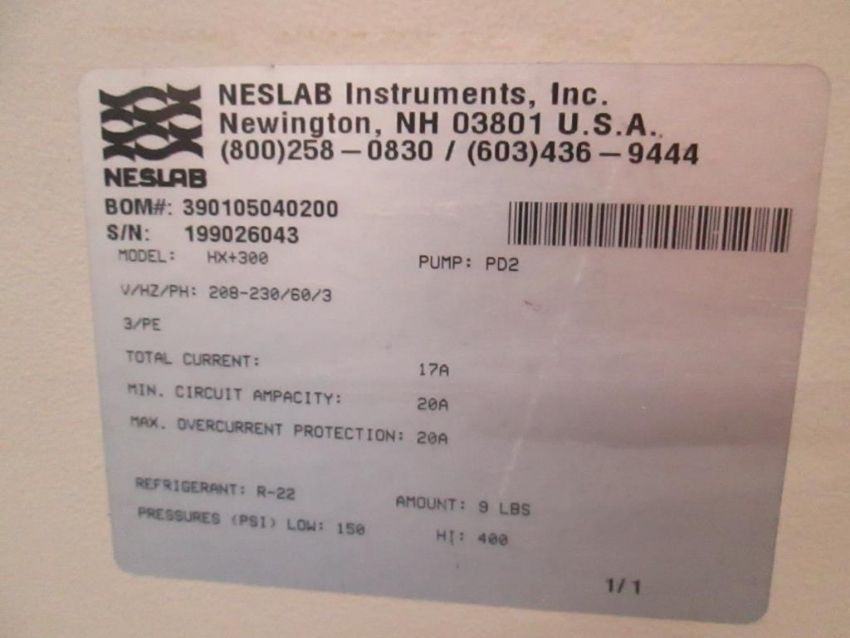 NESLAB Instruments, Inc.
Newington, NH 03801 U.S.A.
(800)258-0830 / (603)436-9444
NESLAB
BOM#: 390105040200
S/N: 199026043
MODEL: HX+300 PUMP: PD2
V/HZ/PH: 208-230/60/3
3/PE
TOTAL CURRENT: 17A
MIN. CIRCUIT AMPACITY: 20A
MAX. OVERCURRENT PROTECTION: 20A
REFRIGERANT: R-22 AMOUNT: 9 LBS
PRESSURES (PSI) LOW: 150 HI: 400
1/1